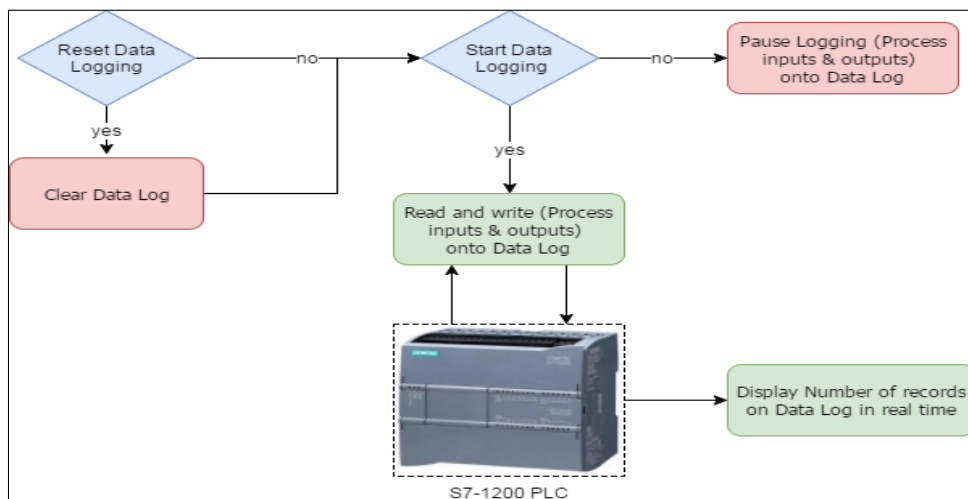 Reset Data
Logging
no
Start Data
Logging
no
Pause Logging (Process
inputs & outputs)
onto Data Log
yes
Clear Data Log
yes
Read and write (Process
inputs & outputs)
onto Data Log
SIEMENS
Display Number of records
on Data Log in real time
S7-1200 PLC